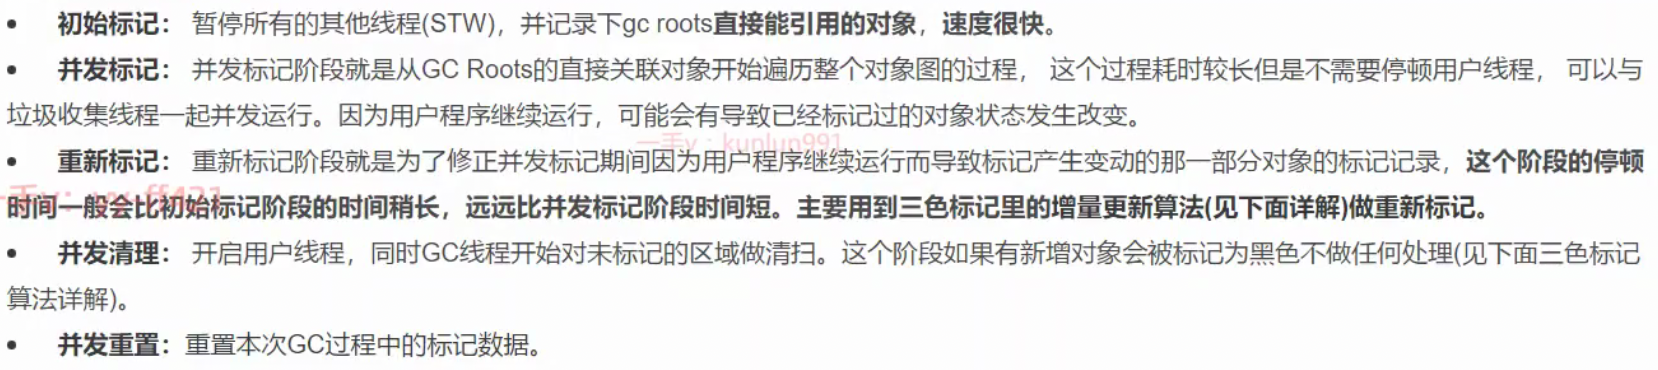 • 初始标记： 暂停所有的其他线程(STW)，并记录下gc roots直接能引用的对象，速度很快。
• 并发标记： 并发标记阶段就是从GC Roots的直接关联对象开始遍历整个对象图的过程， 这个过程耗时较长但是不需要停顿用户线程， 可以与
垃圾收集线程一起并发运行。因为用户程序继续运行，可能会有导致已经标记过的对象状态发生改变。
一手v：kunlun991
• 重新标记： 重新标记阶段就是为了修正并发标记期间因为用户程序继续运行而导致标记产生变动的那一部分对象的标记记录，这个阶段的停顿
时间一般会比初始标记阶段的时间稍长，远远比并发标记阶段时间短。主要用到三色标记里的增量更新算法(见下面详解)做重新标记。
• 并发清理： 开启用户线程，同时GC线程开始对未标记的区域做清扫。这个阶段如果有新增对象会被标记为黑色不做任何处理(见下面三色标记
算法详解)。
• 并发重置：重置本次GC过程中的标记数据。